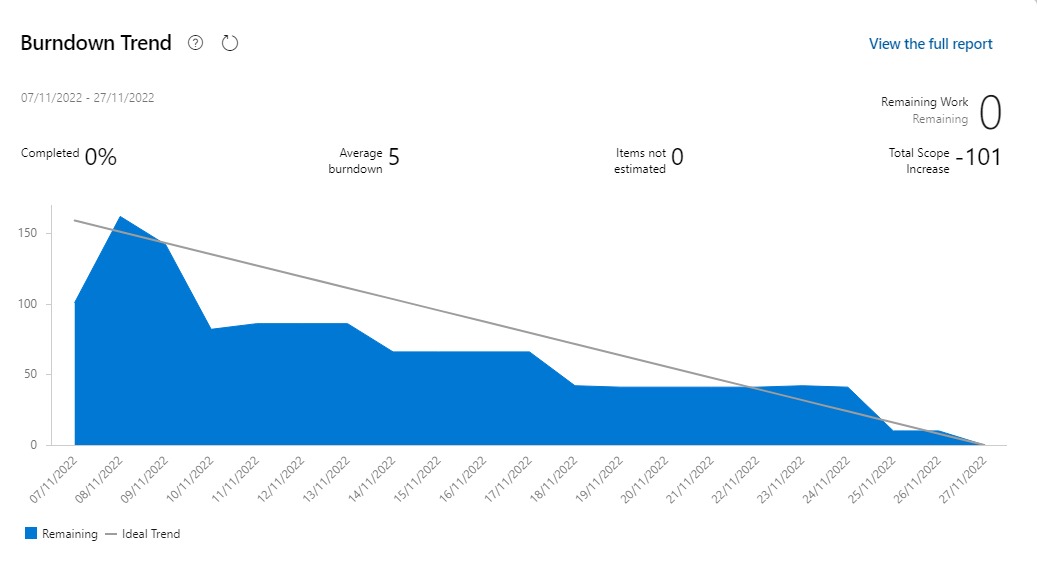 Burndown Trend ? View the full report
07/11/2022 - 27/11/2022
Remaining Work 0
Remaining
Completed 0%
Average burndown 5
Items not estimated 0
Total Scope Increase -101
150
100
50
0
07/11/2022
08/11/2022
09/11/2022
10/11/2022
11/11/2022
12/11/2022
13/11/2022
14/11/2022
15/11/2022
16/11/2022
17/11/2022
18/11/2022
19/11/2022
20/11/2022
21/11/2022
22/11/2022
23/11/2022
24/11/2022
25/11/2022
26/11/2022
27/11/2022
Remaining Ideal Trend